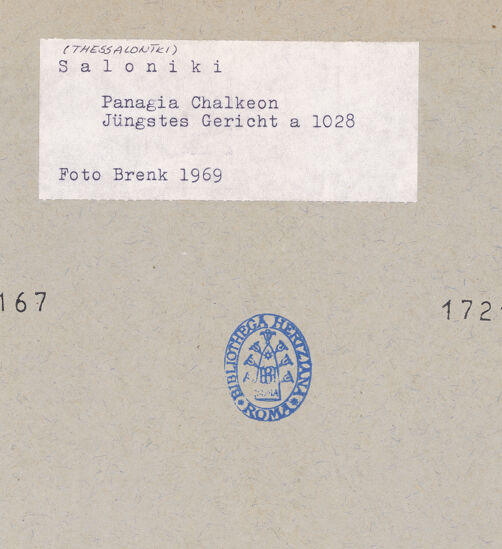 (THESSALONIKI)
Saloniki
Panagia Chalkeon
Jüngstes Gericht a 1028
Foto Brenk 1969
167
172
BIBLIOTHECA HERTZIANA
ROMA